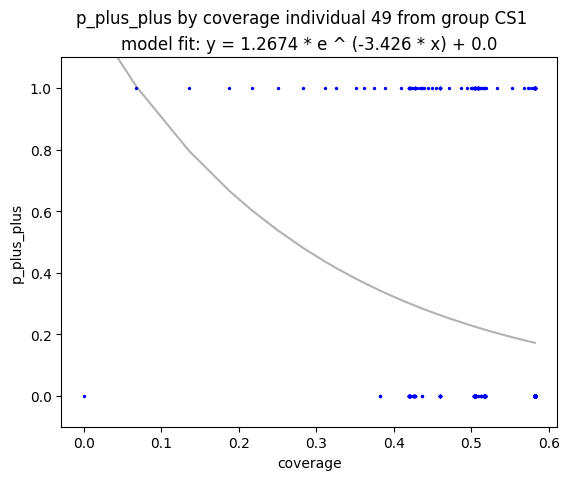 p_plus_plus by coverage individual 49 from group CS1
model fit: y = 1.2674 * e ^ (-3.426 * x) + 0.0
1.0
0.8
0.6
0.4
0.2
0.0
p_plus_plus
0.0 0.1 0.2 0.3 0.4 0.5 0.6
coverage